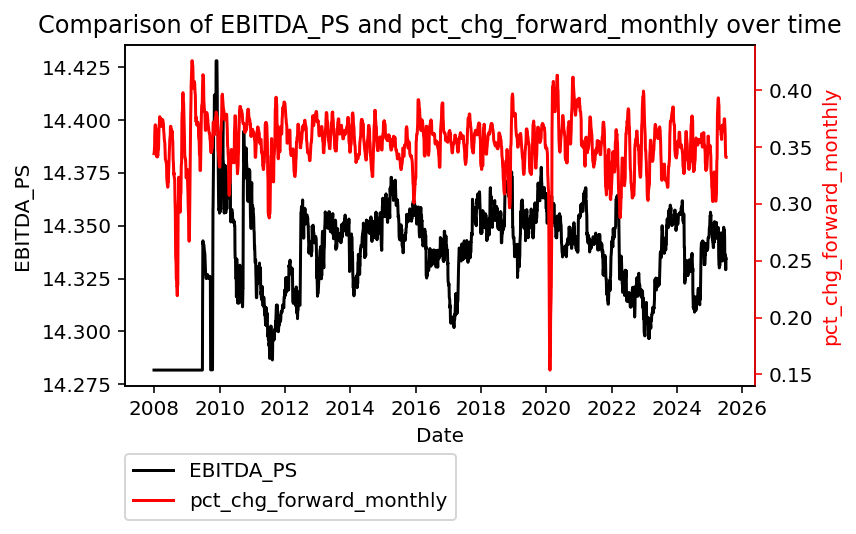 Comparison of EBITDA_PS and pct_chg_forward_monthly over time
14.425
14.400
14.375
14.350
14.325
14.300
14.275
EBITDA_PS
0.40
0.35
0.30
0.25
0.20
0.15
pct_chg_forward_monthly
2008 2010 2012 2014 2016 2018 2020 2022 2024 2026
Date
EBITDA_PS
pct_chg_forward_monthly